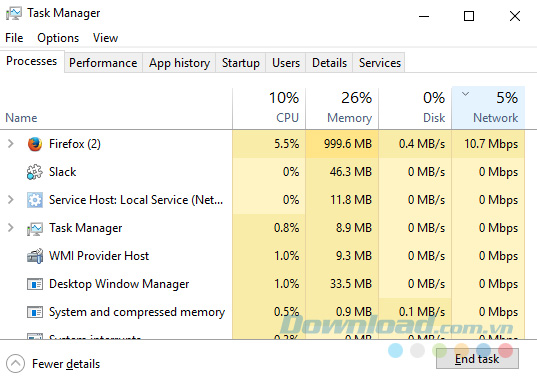 Task Manager
File Options View
Processes Performance App history Startup Users Details Services
10% 26% 0% 5%
Name CPU Memory Disk Network
Firefox (2) 5.5% 999.6 MB 0.4 MB/s 10.7 Mbps
Slack 0% 46.3 MB 0 MB/s 0 Mbps
Service Host: Local Service (Net... 0% 11.8 MB 0 MB/s 0 Mbps
Task Manager 0.8% 8.9 MB 0 MB/s 0 Mbps
WMI Provider Host 1.0% 9.3 MB 0 MB/s 0 Mbps
Desktop Window Manager 1.0% 33.5 MB 0 MB/s 0 Mbps
System and compressed memory 0.5% 0.9 MB 0.1 MB/s 0 Mbps
System interrupts
Download.com.vn
Fewer details End task